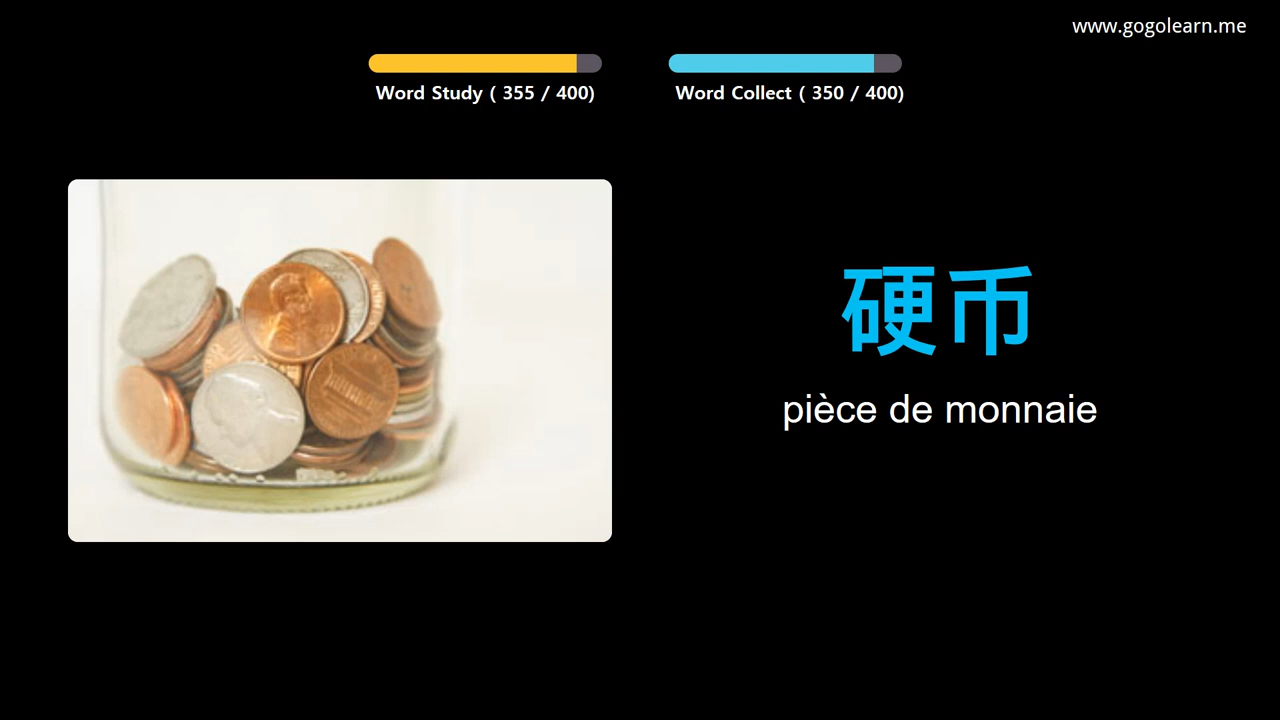 www.gogolearn.me
Word Study ( 355 / 400)
Word Collect ( 350 / 400)
硬币
pièce de monnaie